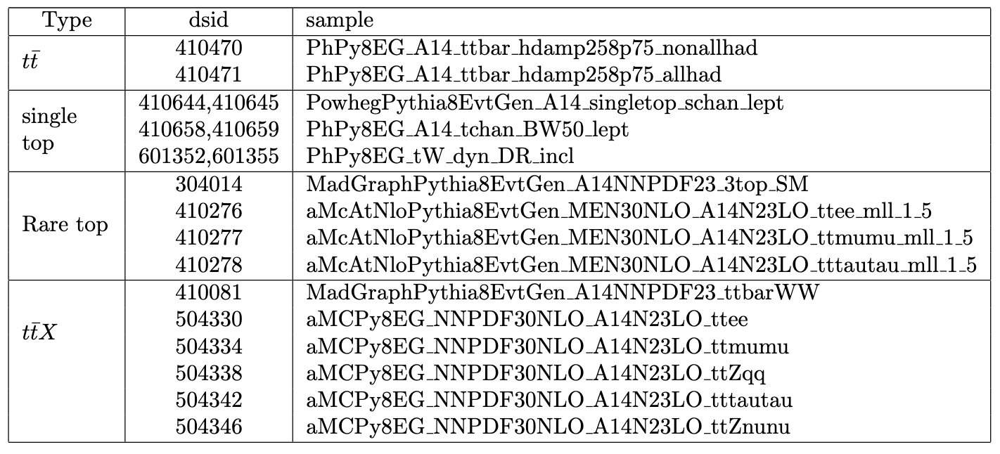 Type dsid sample
tt̄ 410470 PhPy8EG_A14_ttbar_hdamp258p75_nonallhad
410471 PhPy8EG_A14_ttbar_hdamp258p75_allhad
single top 410644,410645 PowhegPythia8EvtGen_A14_singletop_schan_lept
410658,410659 PhPy8EG_A14_tchan_BW50_lept
601352,601355 PhPy8EG_tW_dyn_DR_incl
Rare top 304014 MadGraphPythia8EvtGen_A14NNPDF23_3top_SM
410276 aMcAtNloPythia8EvtGen_MEN30NLO_A14N23LO_ttee_mll_1_5
410277 aMcAtNloPythia8EvtGen_MEN30NLO_A14N23LO_ttmumu_mll_1_5
410278 aMcAtNloPythia8EvtGen_MEN30NLO_A14N23LO_tttautau_mll_1_5
tt̄X 410081 MadGraphPythia8EvtGen_A14NNPDF23_ttbarWW
504330 aMCPy8EG_NNPDF30NLO_A14N23LO_ttee
504334 aMCPy8EG_NNPDF30NLO_A14N23LO_ttmumu
504338 aMCPy8EG_NNPDF30NLO_A14N23LO_ttZqq
504342 aMCPy8EG_NNPDF30NLO_A14N23LO_tttautau
504346 aMCPy8EG_NNPDF30NLO_A14N23LO_ttZnunu